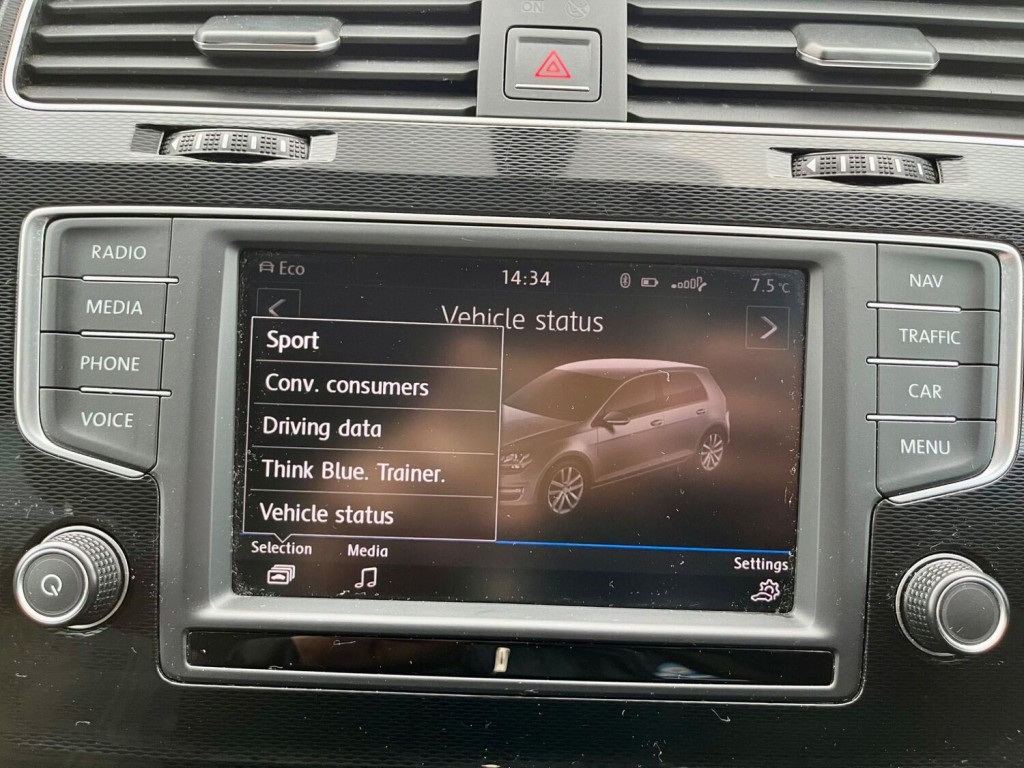 ON
RADIO
MEDIA
PHONE
VOICE
Eco
14:34
7.5°C
Vehicle status
Sport
Conv. consumers
Driving data
Think Blue. Trainer.
Vehicle status
Selection
Media
Settings
NAV
TRAFFIC
CAR
MENU